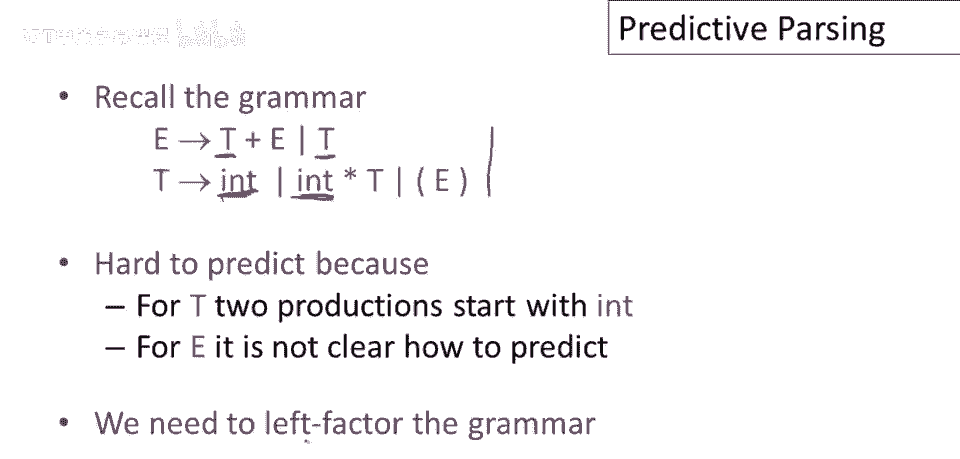 Predictive Parsing
• Recall the grammar
E → T + E | T
T → int | int * T | ( E )
• Hard to predict because
– For T two productions start with int
– For E it is not clear how to predict
• We need to left-factor the grammar